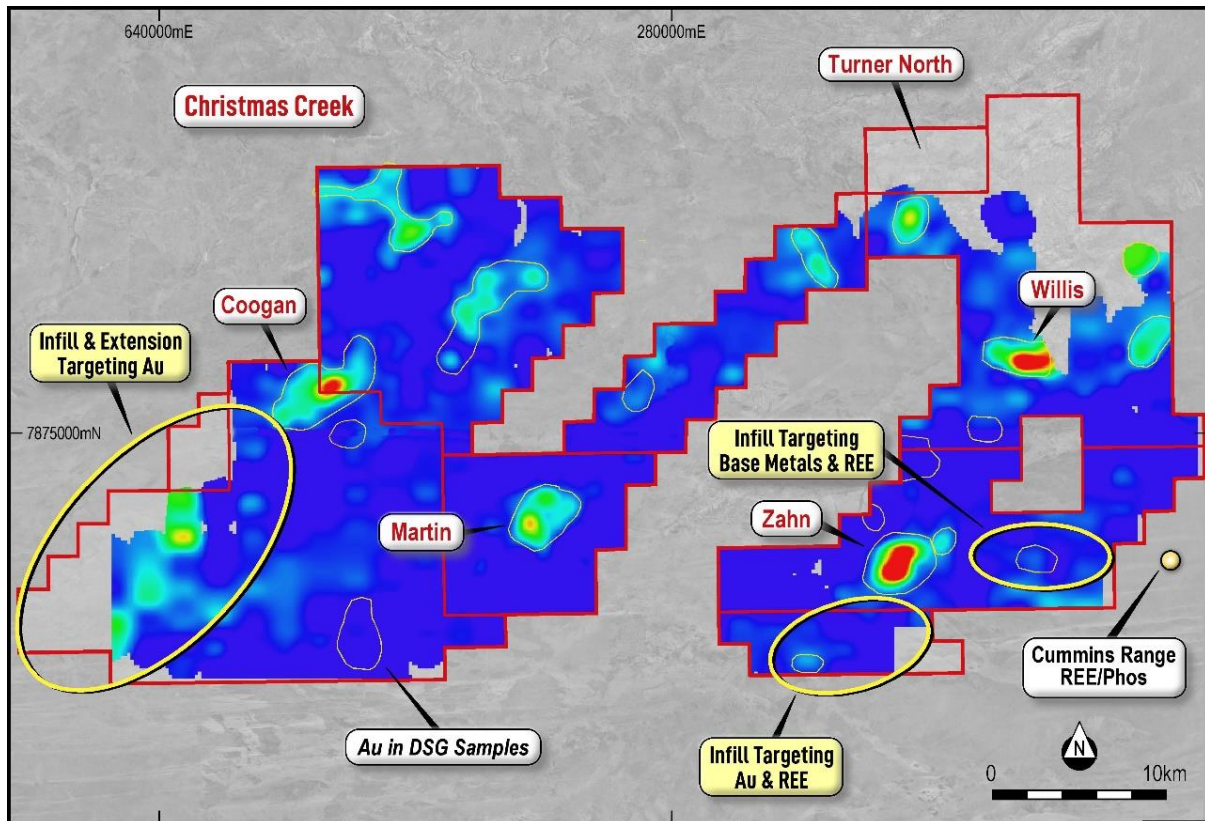 640000mE
280000mE
Turner North
Christmas Creek
Coogan
Willis
Infill & Extension
Targeting Au
7875000mN
Infill Targeting
Base Metals & REE
Martin
Zahn
Cummins Range
REE/Phos
Au in DSG Samples
Infill Targeting
Au & REE
N
0
10km